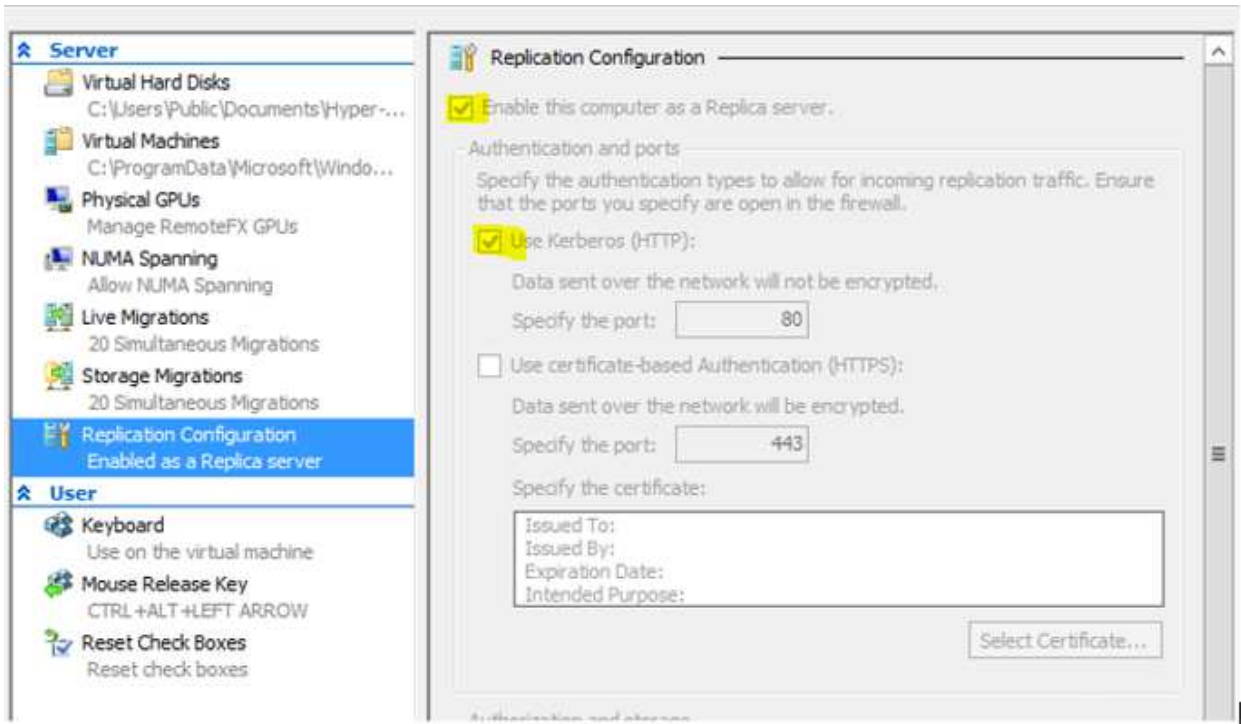 Server
Virtual Hard Disks
C:\Users\Public\Documents\Hyper-...
Virtual Machines
C:\ProgramData\Microsoft\Windo...
Physical GPUs
Manage RemoteFX GPUs
NUMA Spanning
Allow NUMA Spanning
Live Migrations
20 Simultaneous Migrations
Storage Migrations
20 Simultaneous Migrations
Replication Configuration
Enabled as a Replica server
User
Keyboard
Use on the virtual machine
Mouse Release Key
CTRL+ALT+LEFT ARROW
Reset Check Boxes
Reset check boxes
Replication Configuration
Enable this computer as a Replica server.
Authentication and ports
Specify the authentication types to allow for incoming replication traffic. Ensure
that the ports you specify are open in the firewall.
Use Kerberos (HTTP):
Data sent over the network will not be encrypted.
Specify the port: 80
Use certificate-based Authentication (HTTPS):
Data sent over the network will be encrypted.
Specify the port: 443
Specify the certificate:
Issued To:
Issued By:
Expiration Date:
Intended Purpose:
Select Certificate...
Authorization and storage